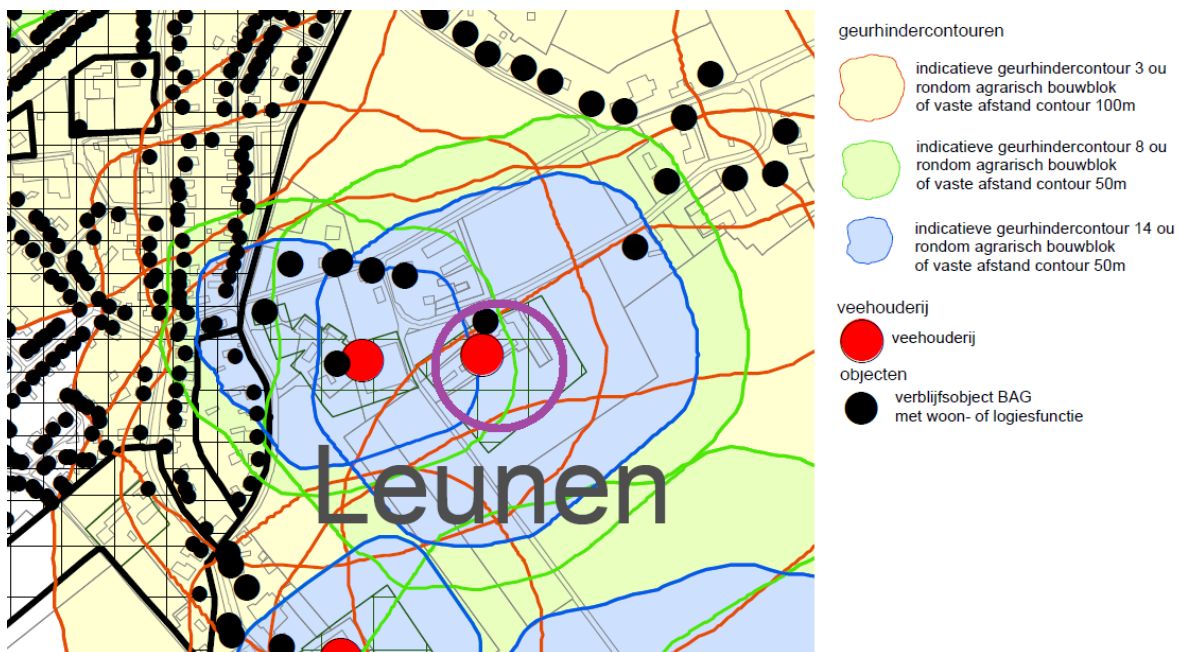 geurhindercontouren
indicatieve geurhindercontour 3 ou
rondom agrarisch bouwblok
of vaste afstand contour 100m
indicatieve geurhindercontour 8 ou
rondom agrarisch bouwblok
of vaste afstand contour 50m
indicatieve geurhindercontour 14 ou
rondom agrarisch bouwblok
of vaste afstand contour 50m
veehouderij
veehouderij
objecten
verblijfsobject BAG
met woon- of logiesfunctie
Leunen